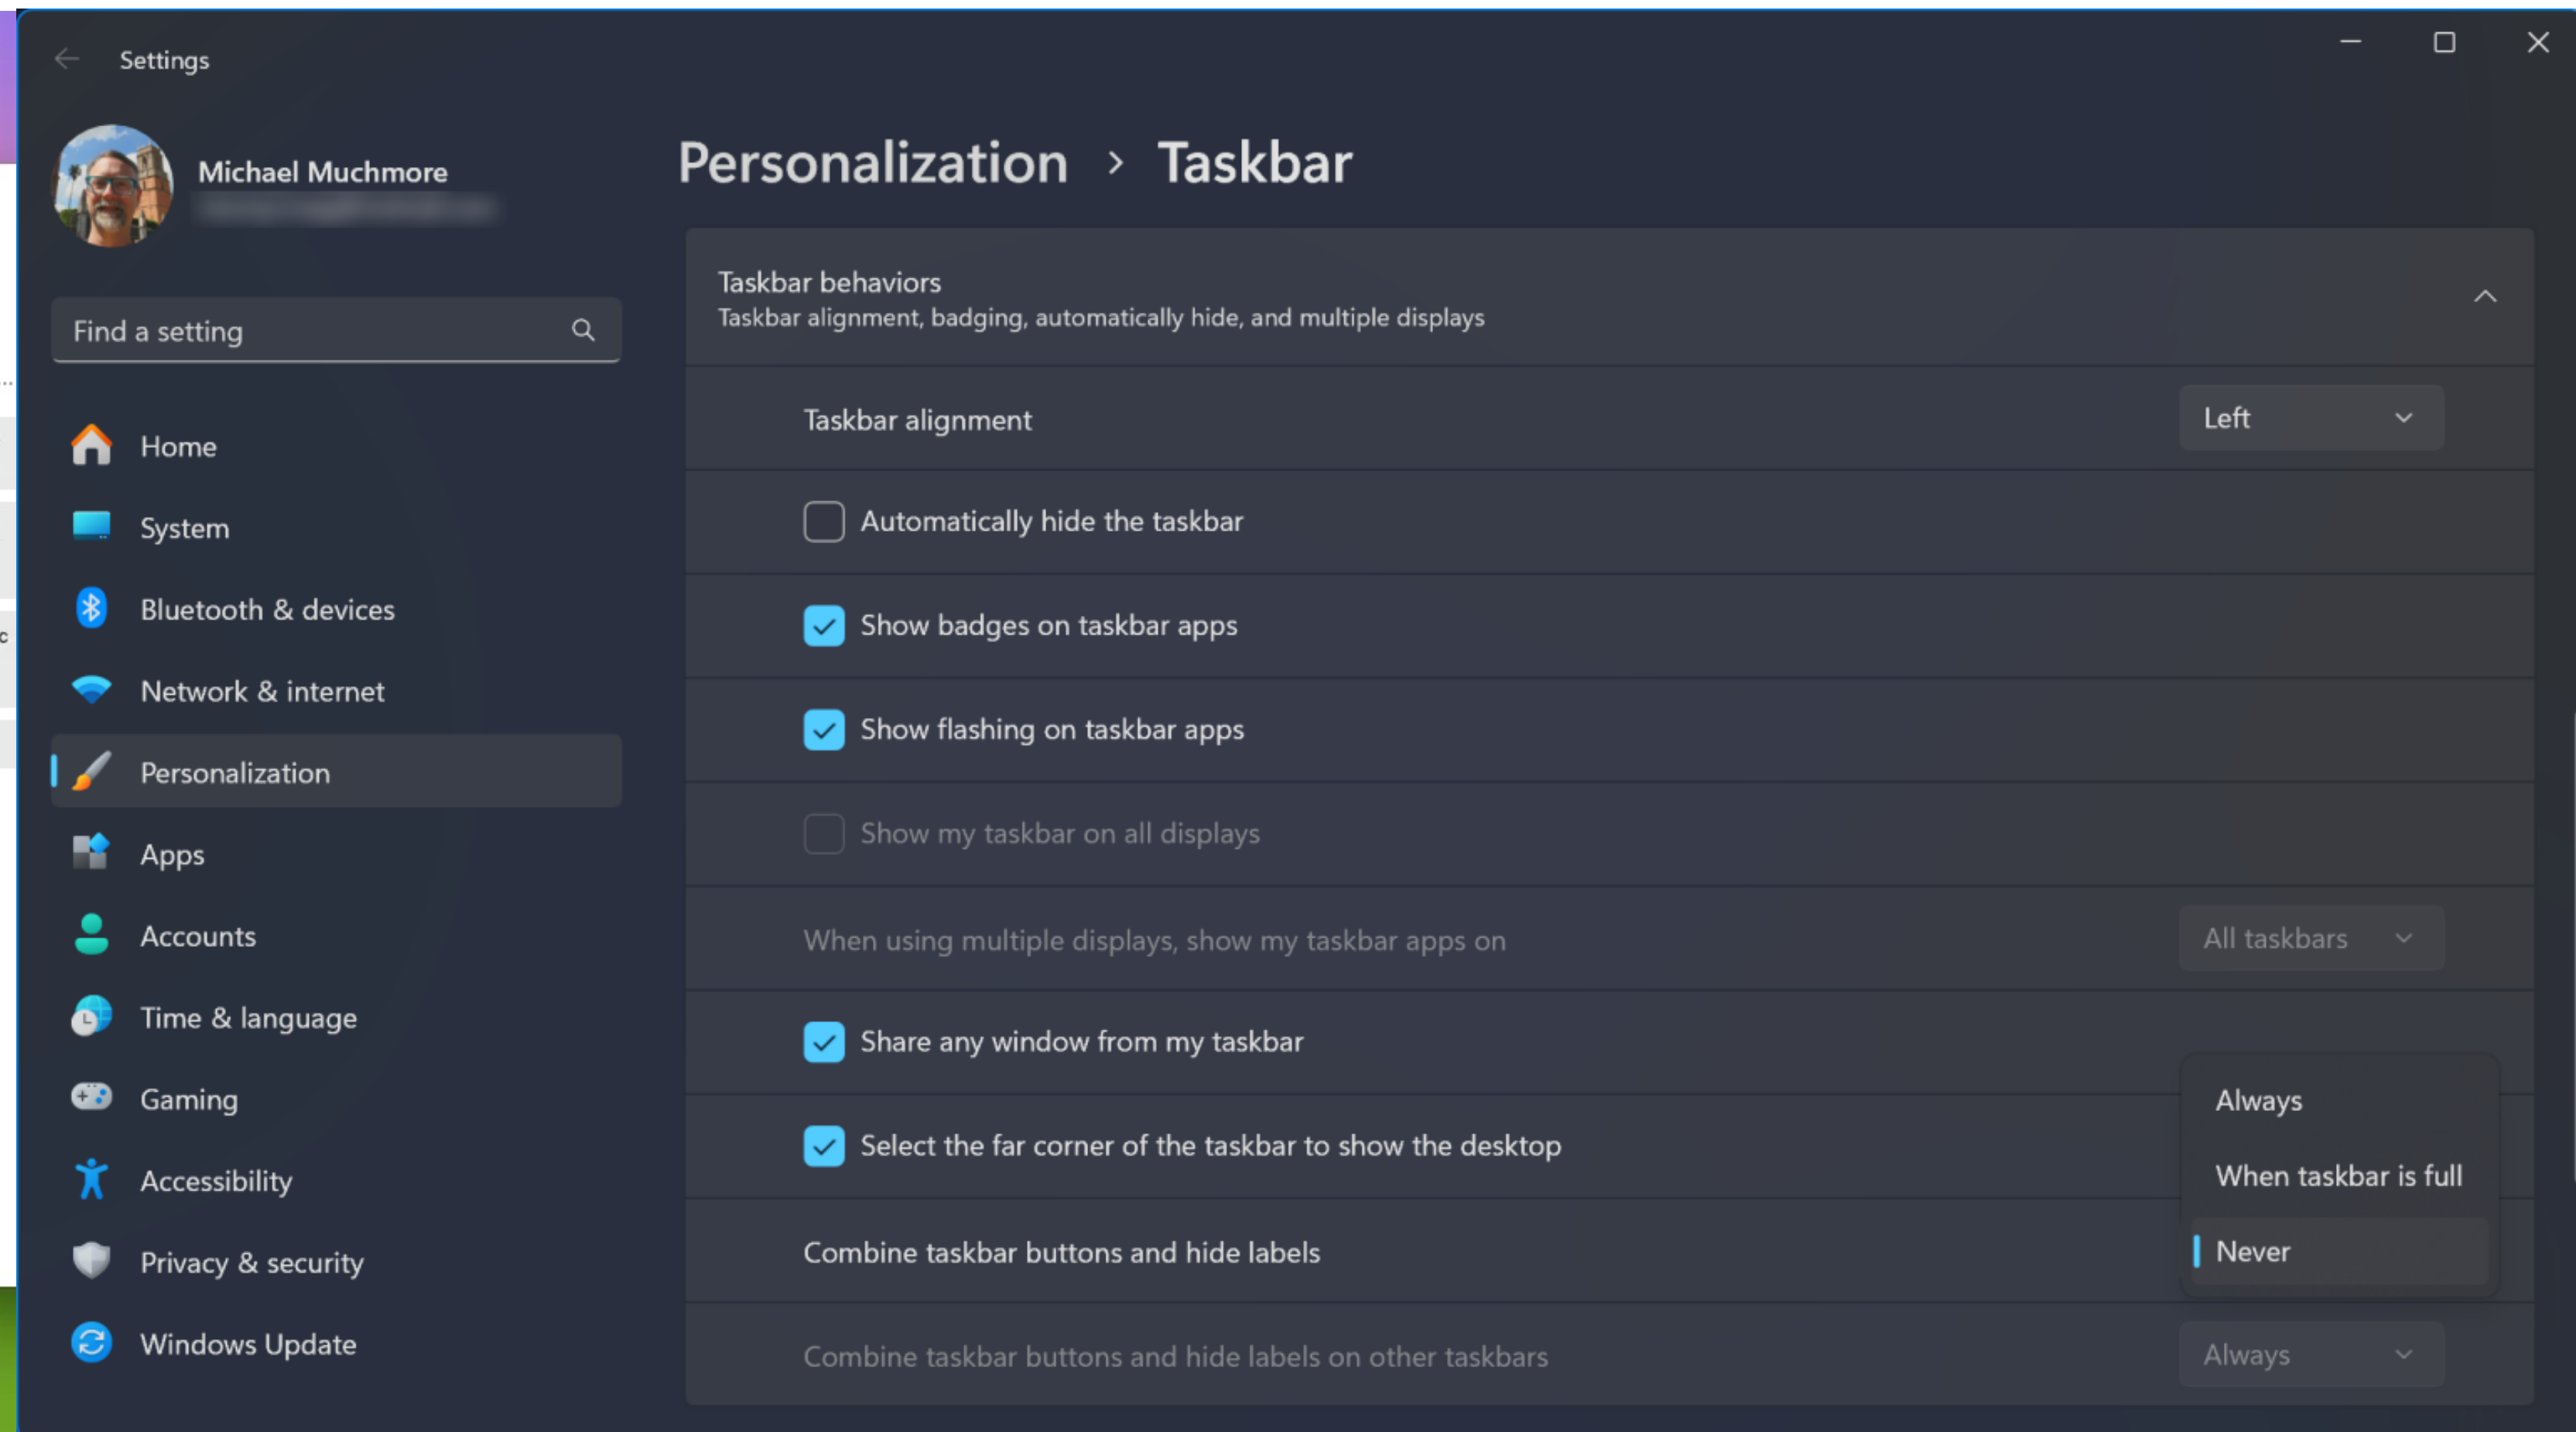 Settings
Michael Muchmore
Find a setting
Home
System
Bluetooth & devices
Network & internet
Personalization
Apps
Accounts
Time & language
Gaming
Accessibility
Privacy & security
Windows Update
Personalization > Taskbar
Taskbar behaviors
Taskbar alignment, badging, automatically hide, and multiple displays
Taskbar alignment
Left
Automatically hide the taskbar
Show badges on taskbar apps
Show flashing on taskbar apps
Show my taskbar on all displays
When using multiple displays, show my taskbar apps on
All taskbars
Share any window from my taskbar
Select the far corner of the taskbar to show the desktop
Combine taskbar buttons and hide labels
Always
When taskbar is full
Never
Combine taskbar buttons and hide labels on other taskbars
Always